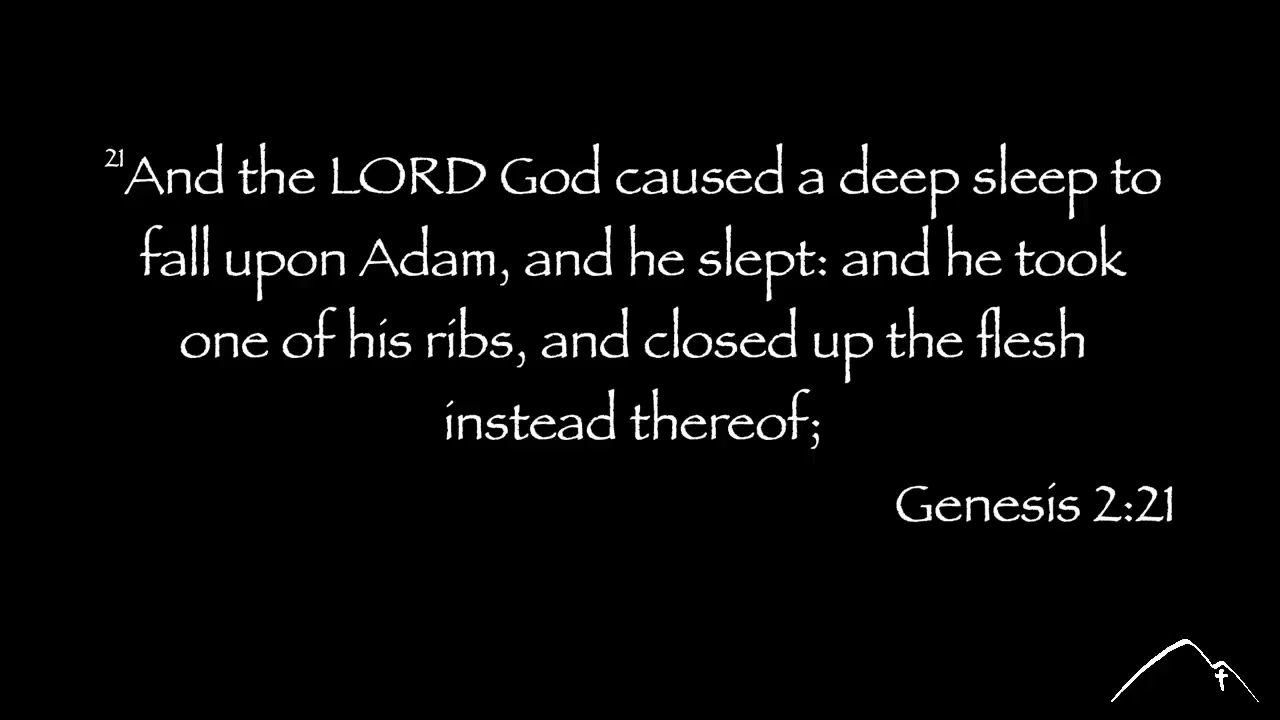 21And the LORD God caused a deep sleep to
fall upon Adam, and he slept: and he took
one of his ribs, and closed up the flesh
instead thereof;
Genesis 2:21